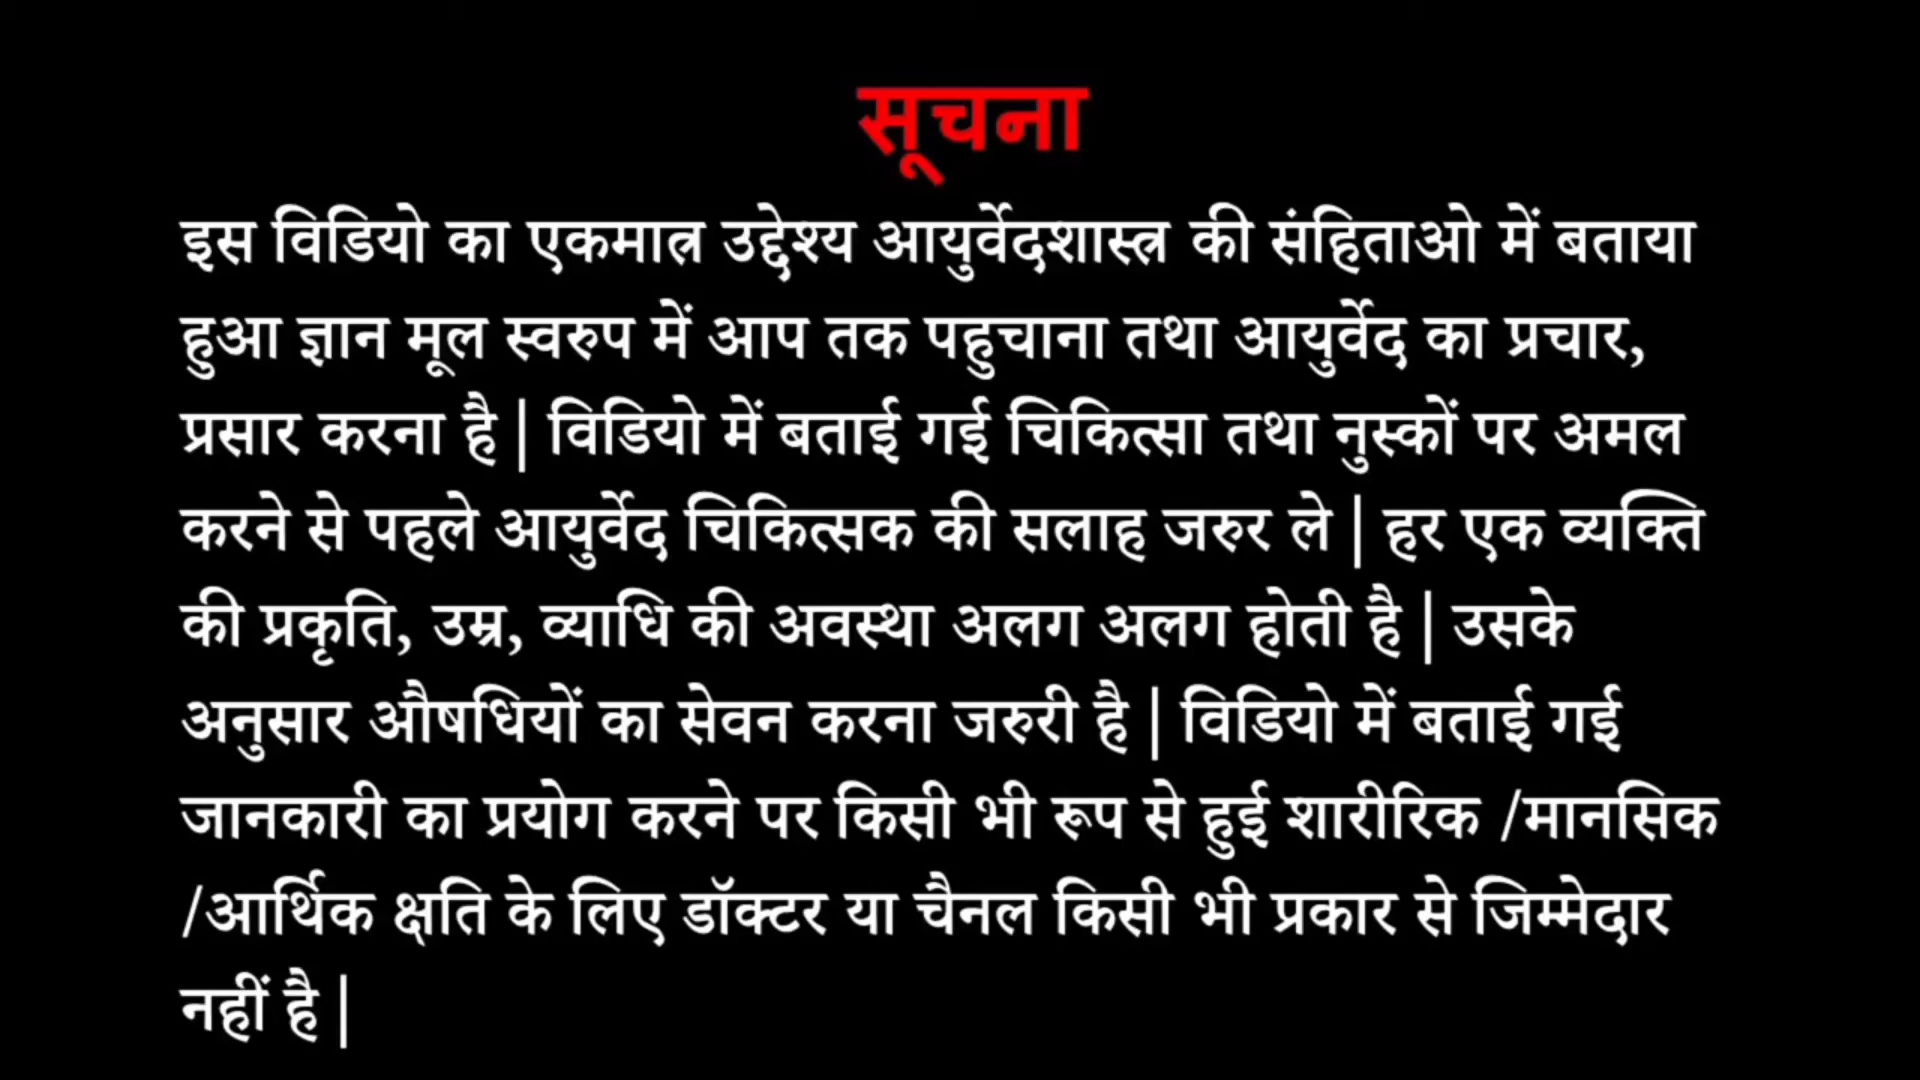 सूचना
इस विडियो का एकमात्र उद्देश्य आयुर्वेदशास्त्र की संहिताओ में बताया
हुआ ज्ञान मूल स्वरुप में आप तक पहुचाना तथा आयुर्वेद का प्रचार,
प्रसार करना है | विडियो में बताई गई चिकित्सा तथा नुस्कों पर अमल
करने से पहले आयुर्वेद चिकित्सक की सलाह जरुर ले | हर एक व्यक्ति
की प्रकृति, उम्र, व्याधि की अवस्था अलग अलग होती है | उसके
अनुसार औषधियों का सेवन करना जरुरी है | विडियो में बताई गई
जानकारी का प्रयोग करने पर किसी भी रूप से हुई शारीरिक /मानसिक
/आर्थिक क्षति के लिए डॉक्टर या चैनल किसी भी प्रकार से जिम्मेदार
नहीं है |